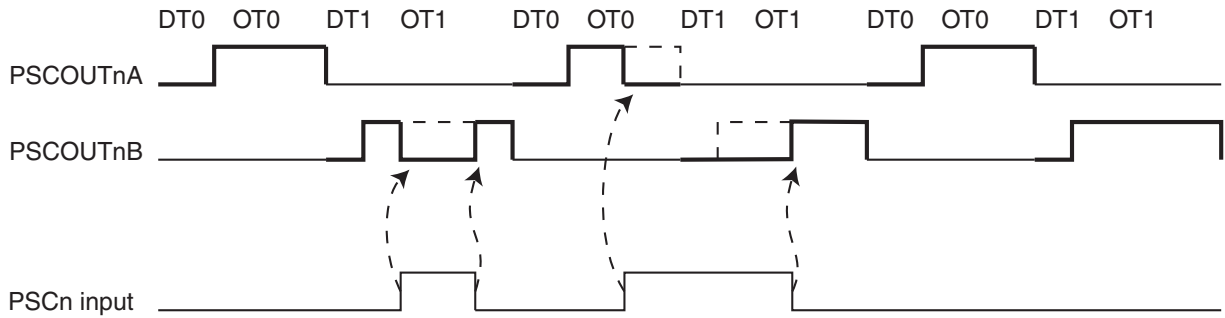 DT0 OT0 DT1 OT1 DT0 OT0 DT1 OT1 DT0 OT0 DT1 OT1
PSCOUTnA
PSCOUTnB
PSCn input